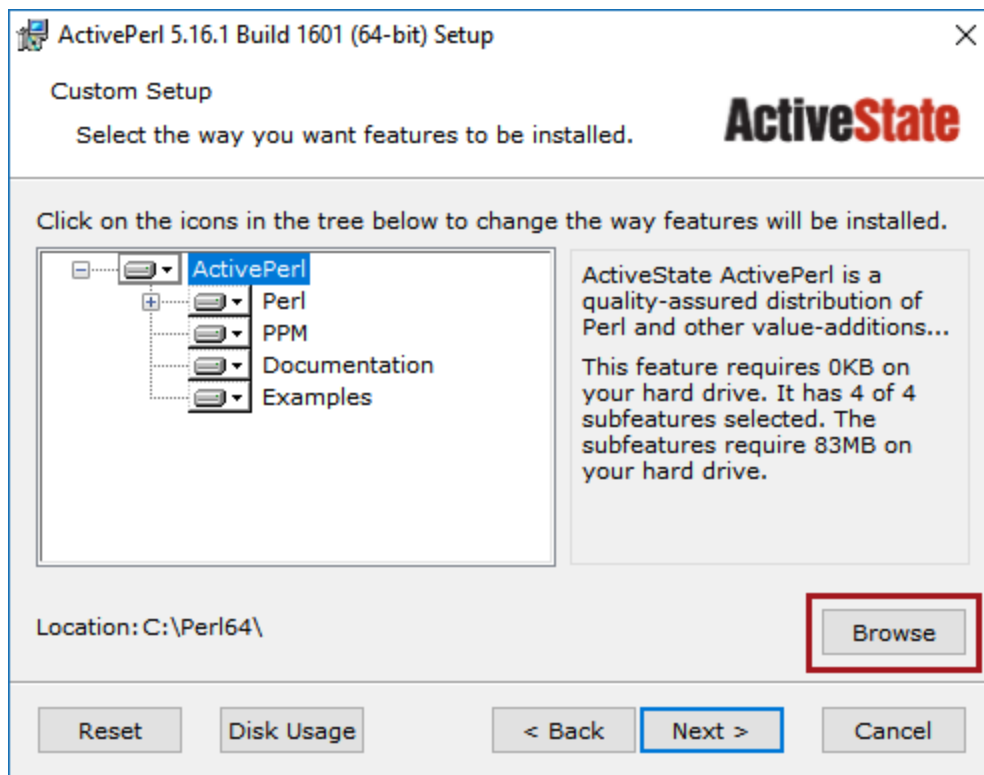 ActivePerl 5.16.1 Build 1601 (64-bit) Setup
Custom Setup
Select the way you want features to be installed.
ActiveState
Click on the icons in the tree below to change the way features will be installed.
ActivePerl
Perl
PPM
Documentation
Examples
ActiveState ActivePerl is a
quality-assured distribution of
Perl and other value-additions...
This feature requires 0KB on
your hard drive. It has 4 of 4
subfeatures selected. The
subfeatures require 83MB on
your hard drive.
Location: C:\Perl64\
Browse
Reset
Disk Usage
< Back
Next >
Cancel